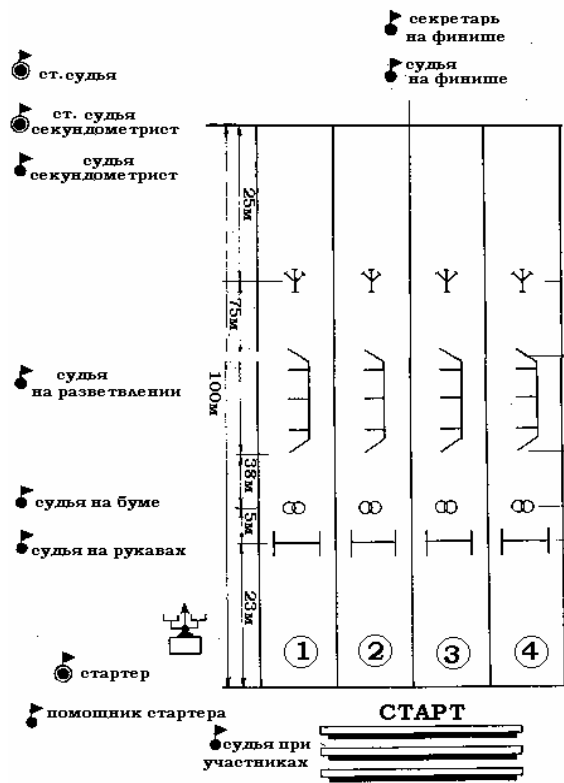 секретарь
на финише
ст.судья
судья
на финише
ст. судья
секундометрист
судья
секундометрист
25м
75м
100м
судья
на разветвлении
38м
судья на буме
5м
судья на рукавах
23м
1 2 3 4
стартер
помощник стартера
СТАРТ
судья при
участниках